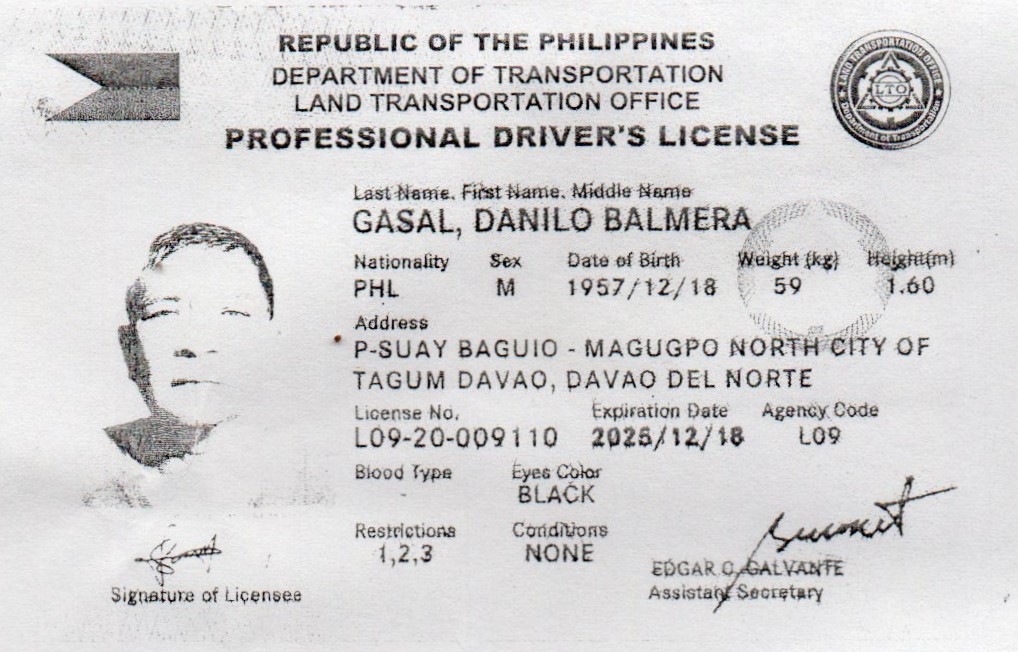 REPUBLIC OF THE PHILIPPINES
DEPARTMENT OF TRANSPORTATION
LAND TRANSPORTATION OFFICE
PROFESSIONAL DRIVER'S LICENSE
LAND TRANSPORTATION OFFICE
LTO
Department of Transportation
Last Name. First Name. Middle Name
GASAL, DANILO BALMERA
Nationality Sex Date of Birth Weight (kg) Height(m)
PHL M 1957/12/18 59 1.60
Address
P-SUAY BAGUIO - MAGUGPO NORTH CITY OF
TAGUM DAVAO, DAVAO DEL NORTE
License No. Expiration Date Agency Code
L09-20-009110 2025/12/18 L09
Blood Type Eyes Color
- BLACK
Restrictions Conditions
1,2,3 NONE
EDGAR C. GALVANTE
Assistant Secretary
Signature of Licensee